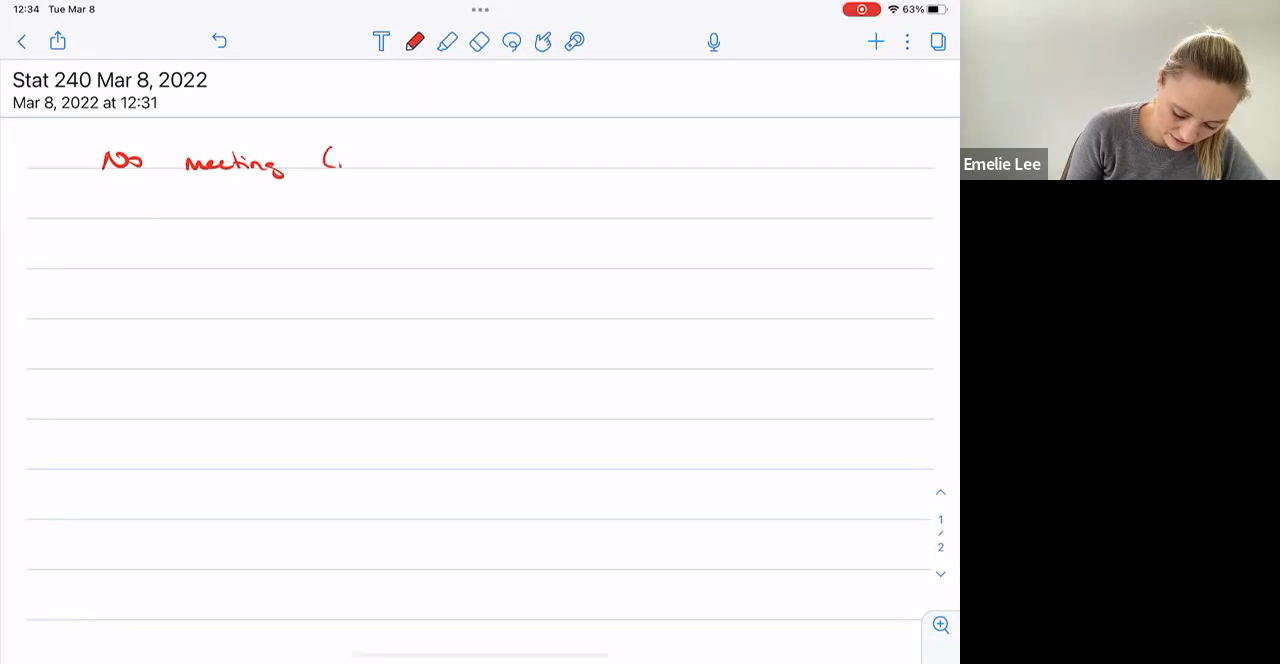 12:34 Tue Mar 8
63%
Stat 240 Mar 8, 2022
Mar 8, 2022 at 12:31
No meeting (.
Emelie Lee
1
/
2